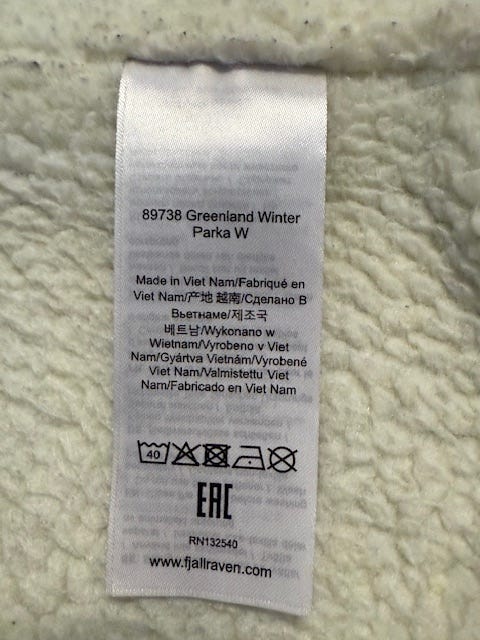 89738 Greenland Winter
Parka W
Made in Viet Nam/Fabriqué en
Viet Nam/产地 越南/Сделано В
Вьетнаме/제조국
베트남/Wykonano w
Wietnam/Vyrobeno v Viet
Nam/Gyártva Vietnám/Vyrobené
Viet Nam/Valmistettu Viet
Nam/Fabricado en Viet Nam
40
EAC
RN132540
www.fjallraven.com